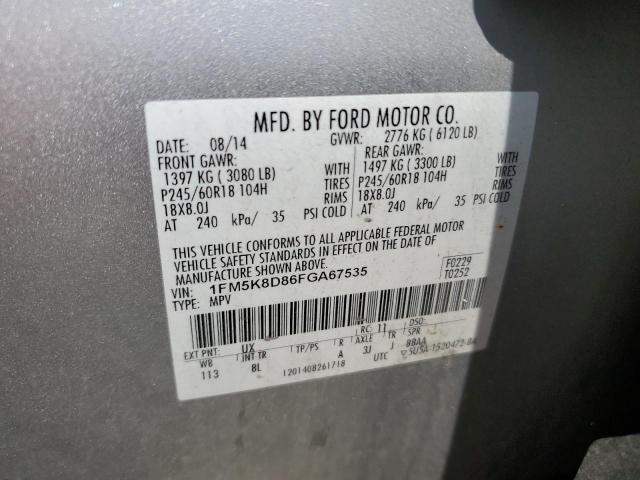 MFD. BY FORD MOTOR CO.
DATE: 08/14 GVWR: 2776 KG ( 6120 LB)
FRONT GAWR: REAR GAWR:
1397 KG ( 3080 LB) WITH 1497 KG ( 3300 LB) WITH
P245/60R18 104H TIRES P245/60R18 104H TIRES
18X8.0J RIMS 18X8.0J RIMS
AT 240 kPa/ 35 PSI COLD AT 240 kPa/ 35 PSI COLD
THIS VEHICLE CONFORMS TO ALL APPLICABLE FEDERAL MOTOR
VEHICLE SAFETY STANDARDS IN EFFECT ON THE DATE OF
MANUFACTURE SHOWN ABOVE.
F0229
VIN: 1FM5K8D86FGA67535 T0252
TYPE: MPV
EXT PNT: UX RC: 11 DSO:
WB INT TR TP/PS R AXLE TR SPR
113 8L A 3J J BBAA
1201408261718 UTC